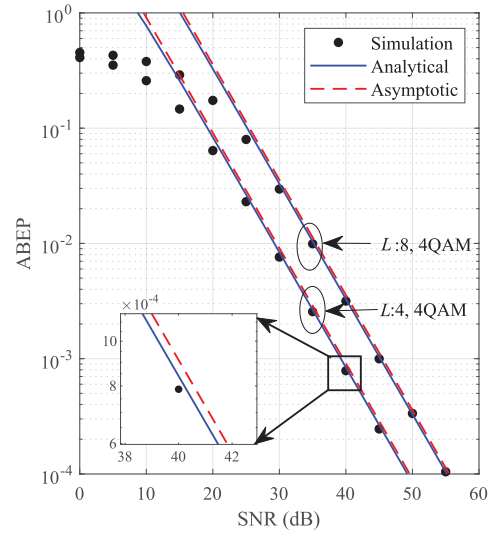 10^0
10^-1
10^-2
10^-3
10^-4
ABEP
0 10 20 30 40 50 60
SNR (dB)
Simulation
Analytical
Asymptotic
L:8, 4QAM
L:4, 4QAM
×10^-4
10
8
6
38 40 42